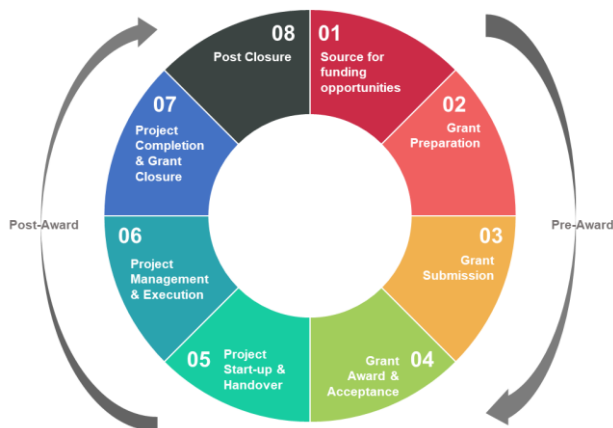 01
Source for
funding
opportunities
02
Grant
Preparation
03
Grant
Submission
04
Grant
Award &
Acceptance
05
Project
Start-up &
Handover
06
Project
Management
& Execution
07
Project
Completion
& Grant
Closure
08
Post Closure
Pre-Award
Post-Award